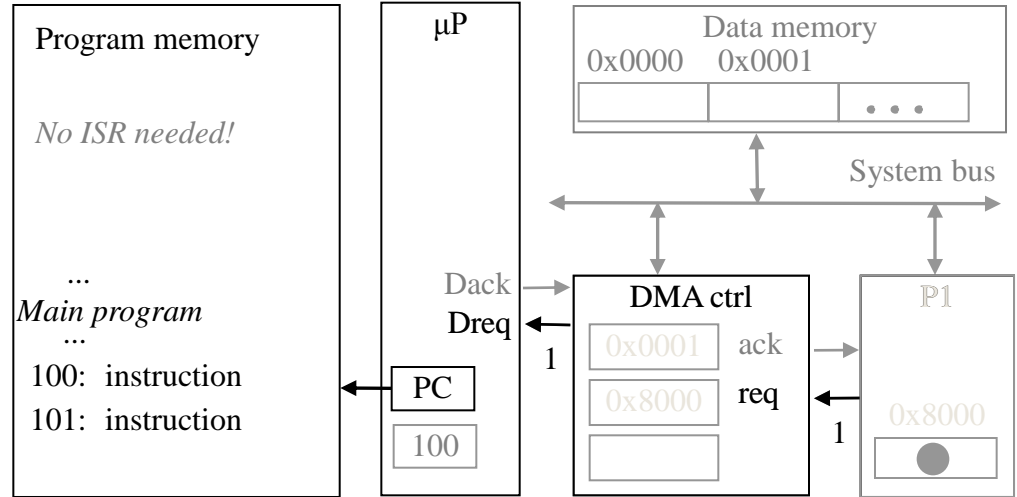 Program memory
No ISR needed!
...
Main program
...
100: instruction
101: instruction
μP
Dack
Dreq
1
PC
100
Data memory
0x0000 0x0001
...
System bus
DMA ctrl
0x0001 ack
0x8000 req
1
P1
0x8000